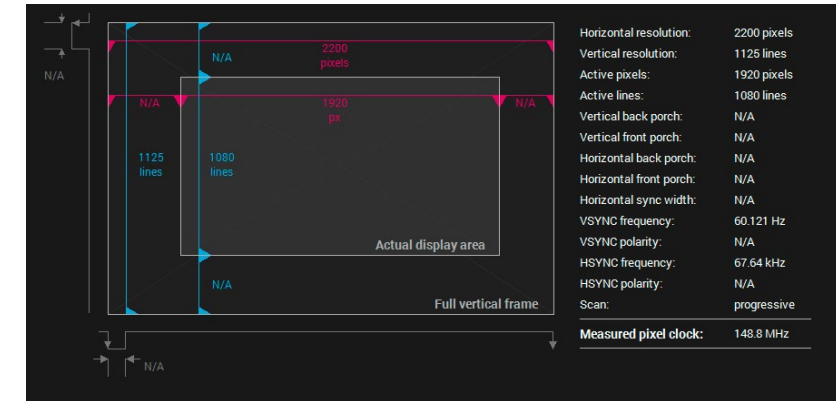 N/A
N/A
2200
pixels
N/A
1920
px
N/A
1125
lines
1080
lines
Actual display area
N/A
Full vertical frame
N/A
Horizontal resolution: 2200 pixels
Vertical resolution: 1125 lines
Active pixels: 1920 pixels
Active lines: 1080 lines
Vertical back porch: N/A
Vertical front porch: N/A
Horizontal back porch: N/A
Horizontal front porch: N/A
Horizontal sync width: N/A
VSYNC frequency: 60.121 Hz
VSYNC polarity: N/A
HSYNC frequency: 67.64 kHz
HSYNC polarity: N/A
Scan: progressive
Measured pixel clock: 148.8 MHz